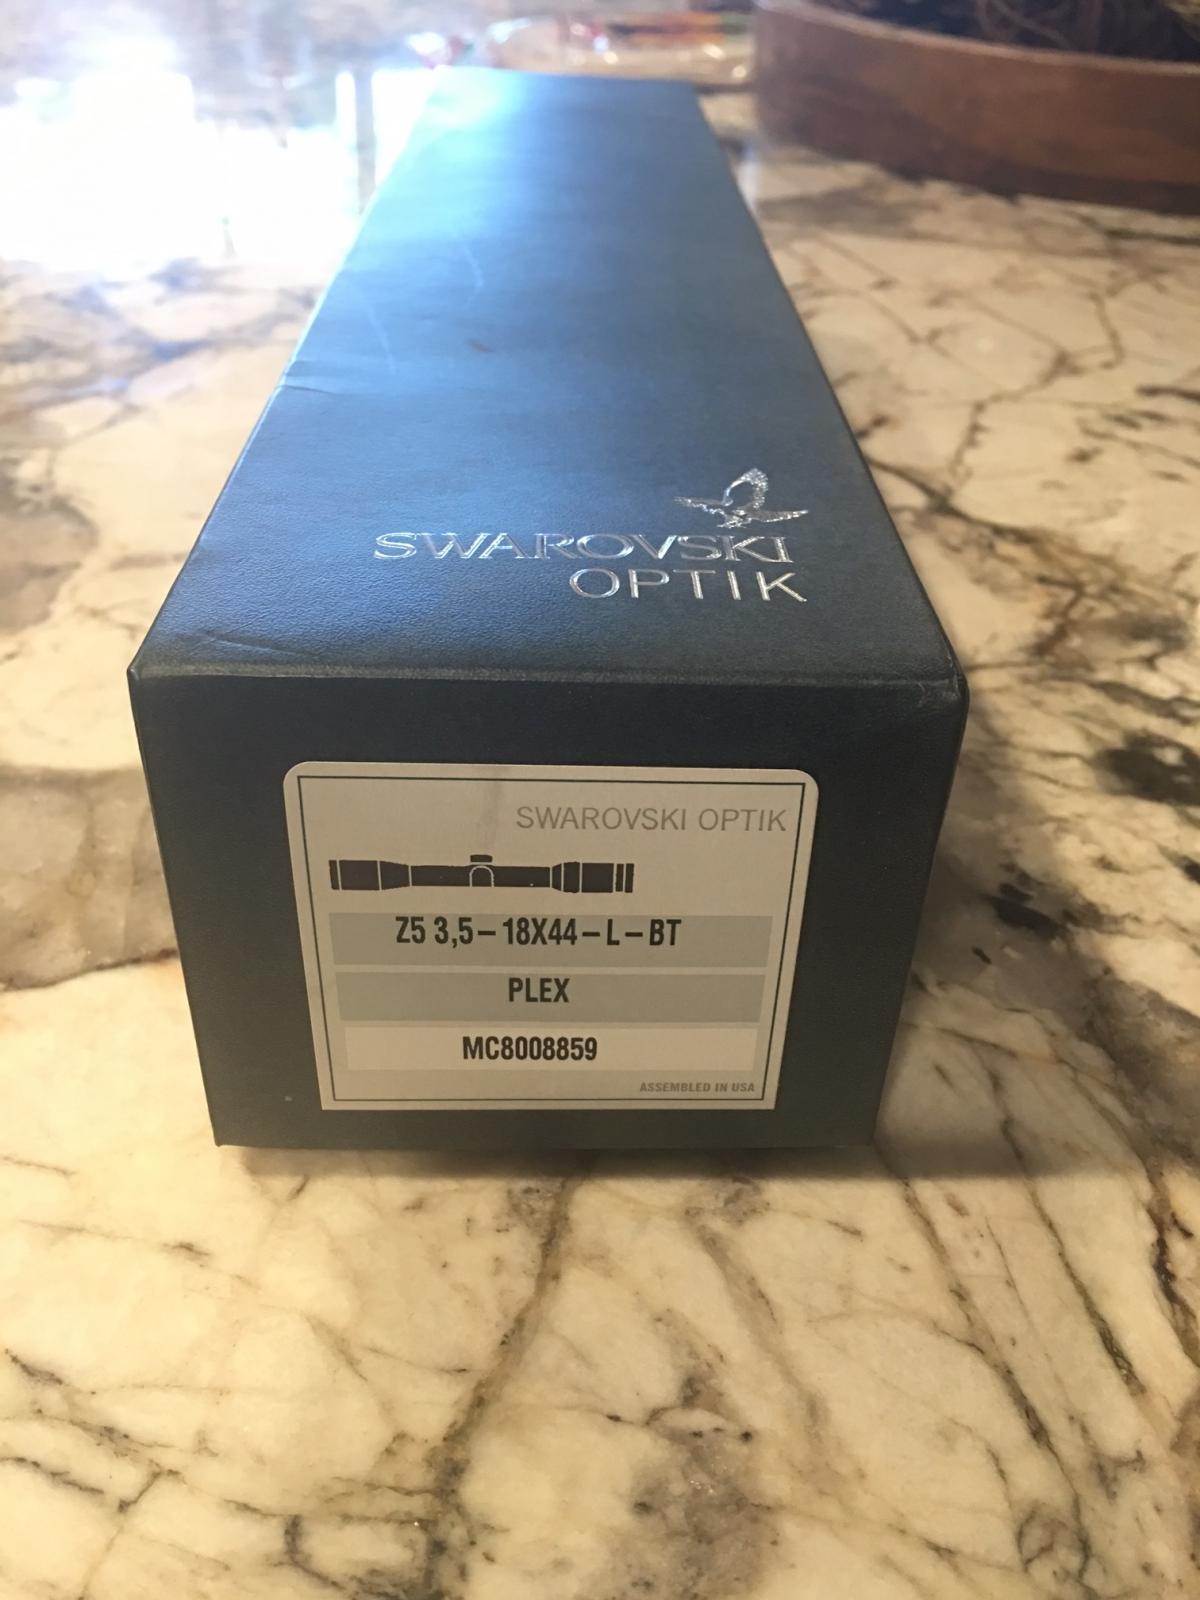 SWAROVSKI
OPTIK
SWAROVSKI OPTIK
Z5 3,5–18X44–L–BT
PLEX
MC8008859
ASSEMBLED IN USA